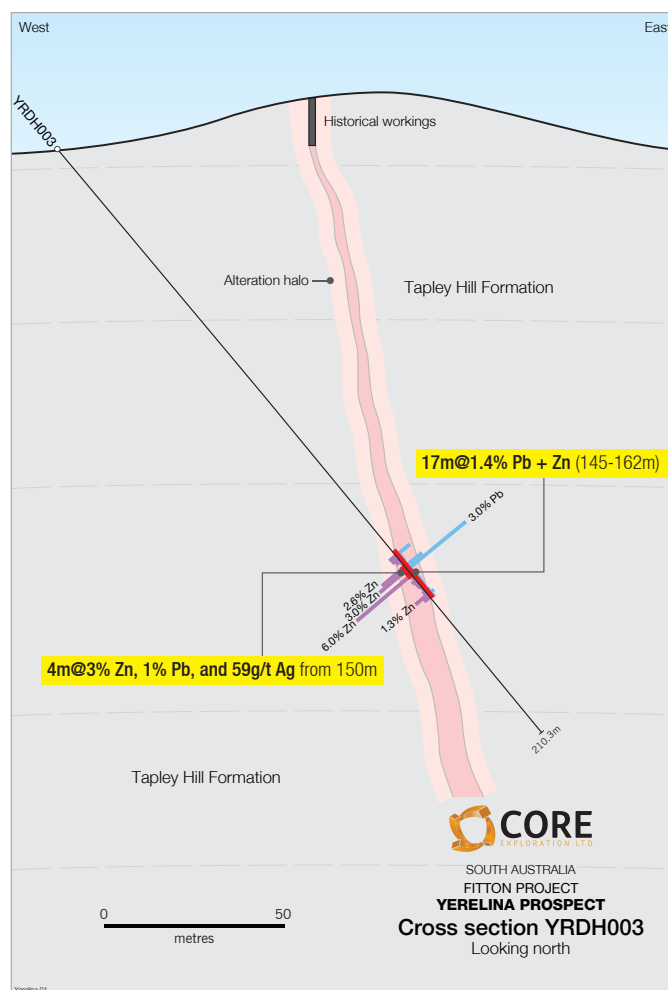 West
East
YRDH003
Historical workings
Alteration halo
Tapley Hill Formation
17m@1.4% Pb + Zn (145-162m)
3.0% Pb
2.6% Zn
3.0% Zn
6.0% Zn
1.3% Zn
4m@3% Zn, 1% Pb, and 59g/t Ag from 150m
210.3m
Tapley Hill Formation
CORE
EXPLORATION LTD
SOUTH AUSTRALIA
FITTON PROJECT
YERELINA PROSPECT
Cross section YRDH003
Looking north
0 50
metres
Yerelina 01